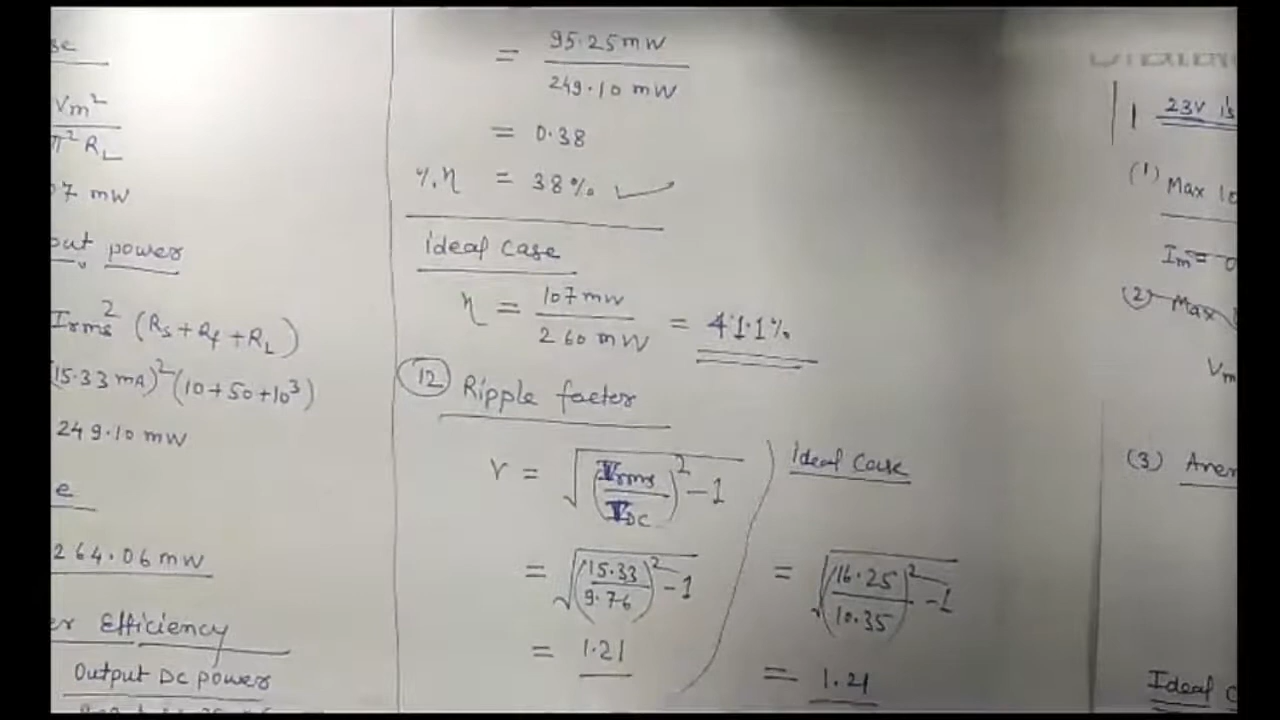 se
Vm²
π² RL
07 mW
put power
Irms² (Rs + Rf + RL)
(15.33 mA)² (10 + 50 + 10³)
249.10 mW
e
264.06 mW
er Efficiency
Output DC power
= 95.25 mW
249.10 mW
= 0.38
%η = 38% ✓
ideal case
η = 107 mW
260 mW
= 41.1%
(12) Ripple factor
r = √(Irms/IDC)² - 1
= √(15.33/9.76)² - 1
= 1.21
Ideal case
= √(16.25/10.35)² - 1
= 1.21
23V is
(1) Max
Im =
(2) Max
Vm
(3) Aver
Ideal C